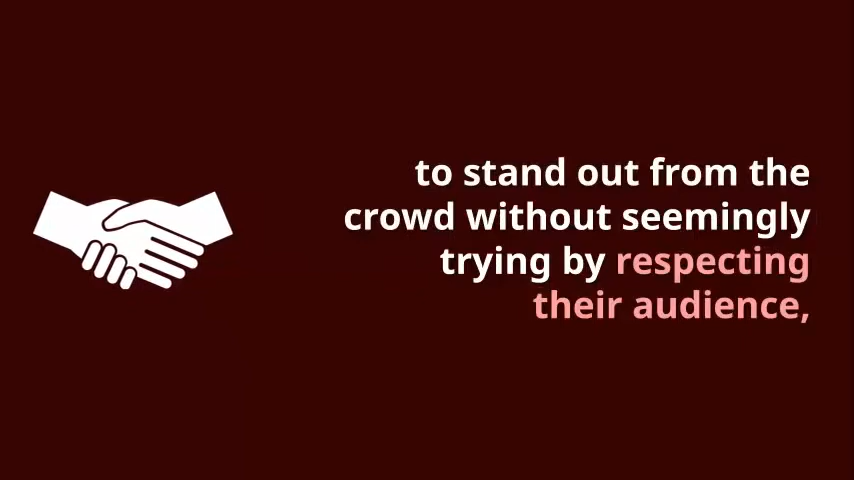 to stand out from the
crowd without seemingly
trying by respecting
their audience,